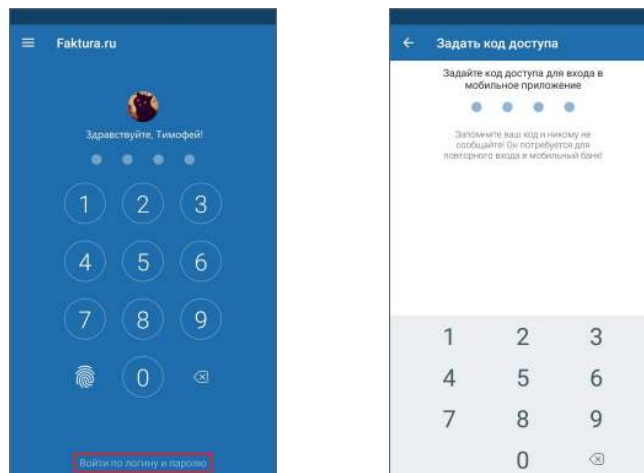 Faktura.ru
Здравствуйте, Тимофей!
1 2 3
4 5 6
7 8 9
0
Войти по логину и паролю
Задать код доступа
Задайте код доступа для входа в
мобильное приложение
Запомните ваш код и никому не
сообщайте! Он потребуется для
повторного входа в мобильный банк!
1 2 3
4 5 6
7 8 9
0